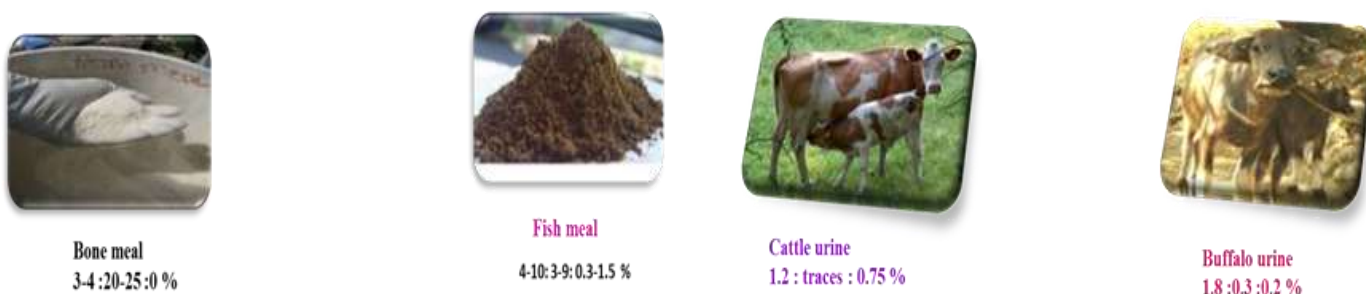 Bone meal
3-4 :20-25 :0 %
Fish meal
4-10: 3-9: 0.3-1.5 %
Cattle urine
1.2 : traces : 0.75 %
Buffalo urine
1.8 :0.3 :0.2 %